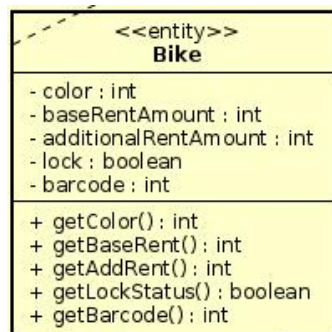 <<entity>>
Bike
- color : int
- baseRentAmount : int
- additionalRentAmount : int
- lock : boolean
- barcode : int
+ getColor() : int
+ getBaseRent() : int
+ getAddRent() : int
+ getLockStatus() : boolean
+ getBarcode() : int